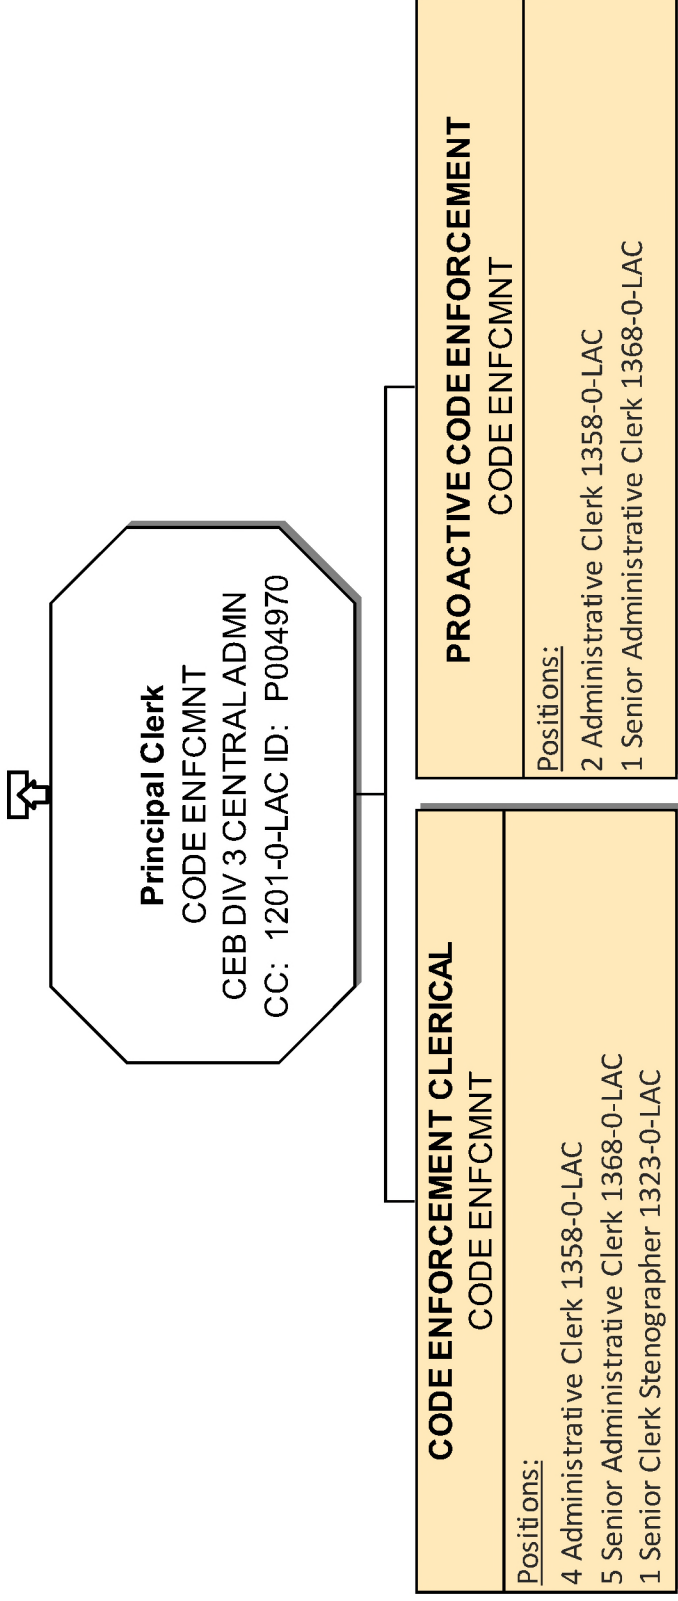 Principal Clerk
CODE ENFCMNT
CEB DIV 3 CENTRAL ADMN
CC: 1201-0-LAC ID: P004970
CODE ENFORCEMENT CLERICAL
CODE ENFCMNT
Positions:
4 Administrative Clerk 1358-0-LAC
5 Senior Administrative Clerk 1368-0-LAC
1 Senior Clerk Stenographer 1323-0-LAC
PROACTIVE CODE ENFORCEMENT
CODE ENFCMNT
Positions:
2 Administrative Clerk 1358-0-LAC
1 Senior Administrative Clerk 1368-0-LAC